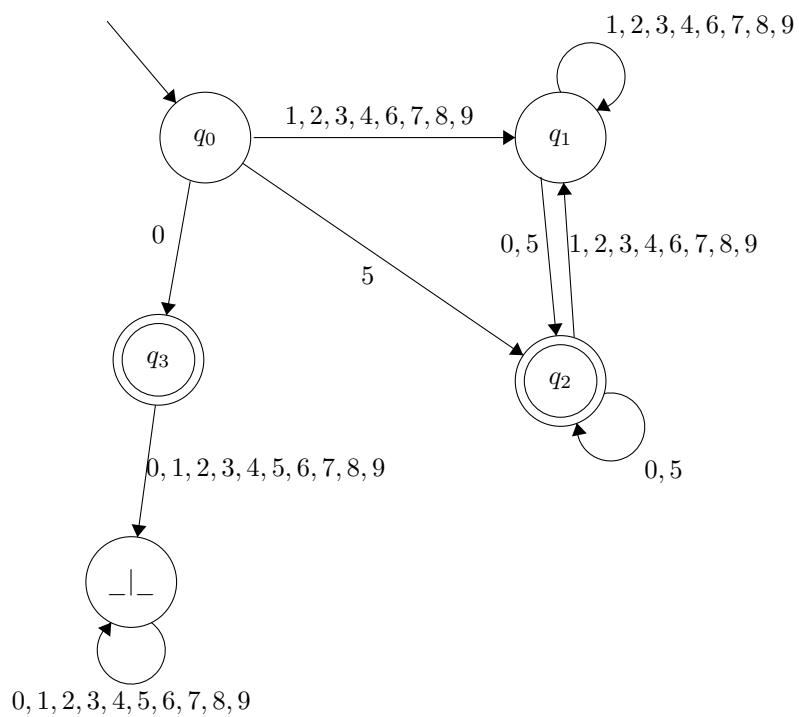 1, 2, 3, 4, 6, 7, 8, 9
1, 2, 3, 4, 6, 7, 8, 9
q0
q1
0
0, 5
1, 2, 3, 4, 6, 7, 8, 9
5
q3
q2
0, 1, 2, 3, 4, 5, 6, 7, 8, 9
0, 5
_|_
0, 1, 2, 3, 4, 5, 6, 7, 8, 9